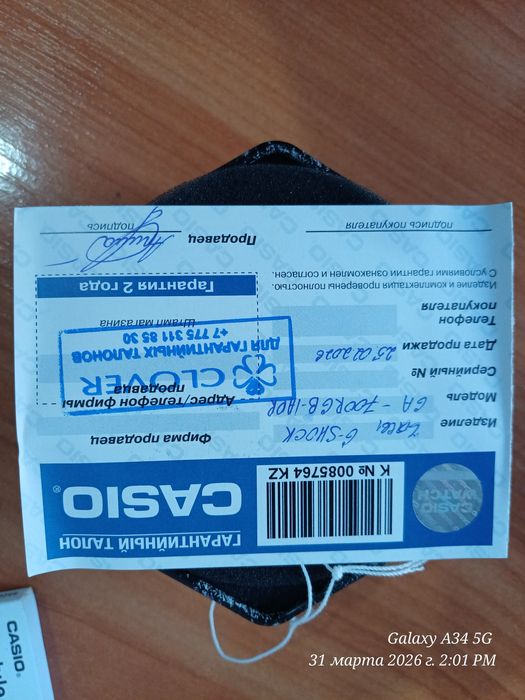 ГАРАНТИЙНЫЙ ТАЛОН
CASIO®
К № 0085764 KZ
CASIO
WATCH
Изделие
G-SHOCK
Модель
GA-700RGB-1A
Серийный №
Дата продажи 25.02.2026
Телефон
покупателя
Изделие и комплектация проверены полностью.
С условиями гарантии ознакомлен и согласен.
подпись покупателя
Фирма продавец
Адрес/телефон фирмы
продавца
CLOVER
ДЛЯ ГАРАНТИЙНЫХ ТАЛОНОВ
+7 775 311 85 30
Штамп магазина
Гарантия 2 года
Продавец
подпись
CASIO®
Galaxy A34 5G
31 марта 2026 г. 2:01 PM